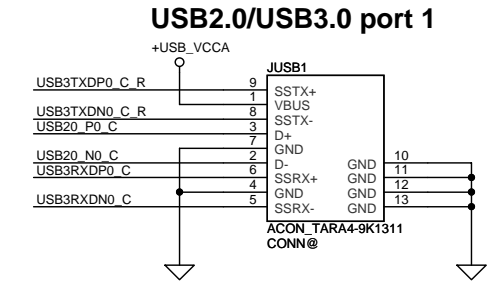 USB2.0/USB3.0 port 1
+USB_VCCA
JUSB1
USB3TXDP0_C_R 9 SSTX+
1 VBUS
USB3TXDN0_C_R 8 SSTX-
USB20_P0_C 3 D+
7 GND
USB20_N0_C 2 D- GND 10
USB3RXDP0_C 6 SSRX+ GND 11
4 GND GND 12
USB3RXDN0_C 5 SSRX- GND 13
ACON_TARA4-9K1311
CONN@